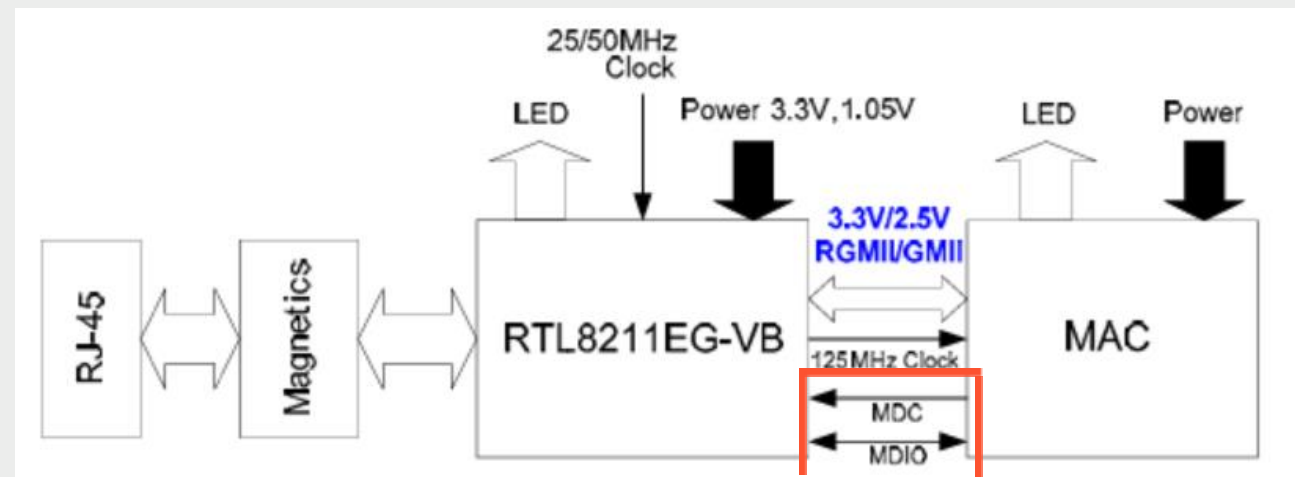 25/50MHz
Clock
LED
Power 3.3V,1.05V
LED
Power
3.3V/2.5V
RGMII/GMII
RJ-45
Magnetics
RTL8211EG-VB
MAC
125MHz Clock
MDC
MDIO